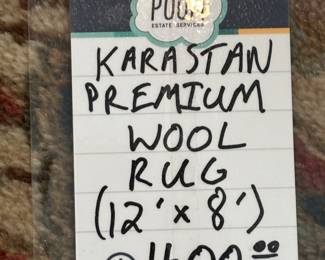 ESTATE SERVICES
KARASTAN
PREMIUM
WOOL
RUG
(12' x 8')